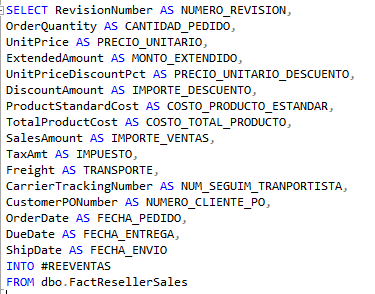 SELECT RevisionNumber AS NUMERO_REVISION,
OrderQuantity AS CANTIDAD_PEDIDO,
UnitPrice AS PRECIO_UNITARIO,
ExtendedAmount AS MONTO_EXTENDIDO,
UnitPriceDiscountPct AS PRECIO_UNITARIO_DESCUENTO,
DiscountAmount AS IMPORTE_DESCUENTO,
ProductStandardCost AS COSTO_PRODUCTO_ESTANDAR,
TotalProductCost AS COSTO_TOTAL_PRODUCTO,
SalesAmount AS IMPORTE_VENTAS,
TaxAmt AS IMPUESTO,
Freight AS TRANSPORTE,
CarrierTrackingNumber AS NUM_SEGUIM_TRANPORTISTA,
CustomerPONumber AS NUMERO_CLIENTE_PO,
OrderDate AS FECHA_PEDIDO,
DueDate AS FECHA_ENTREGA,
ShipDate AS FECHA_ENVIO
INTO #REEVENTAS
FROM dbo.FactResellerSales